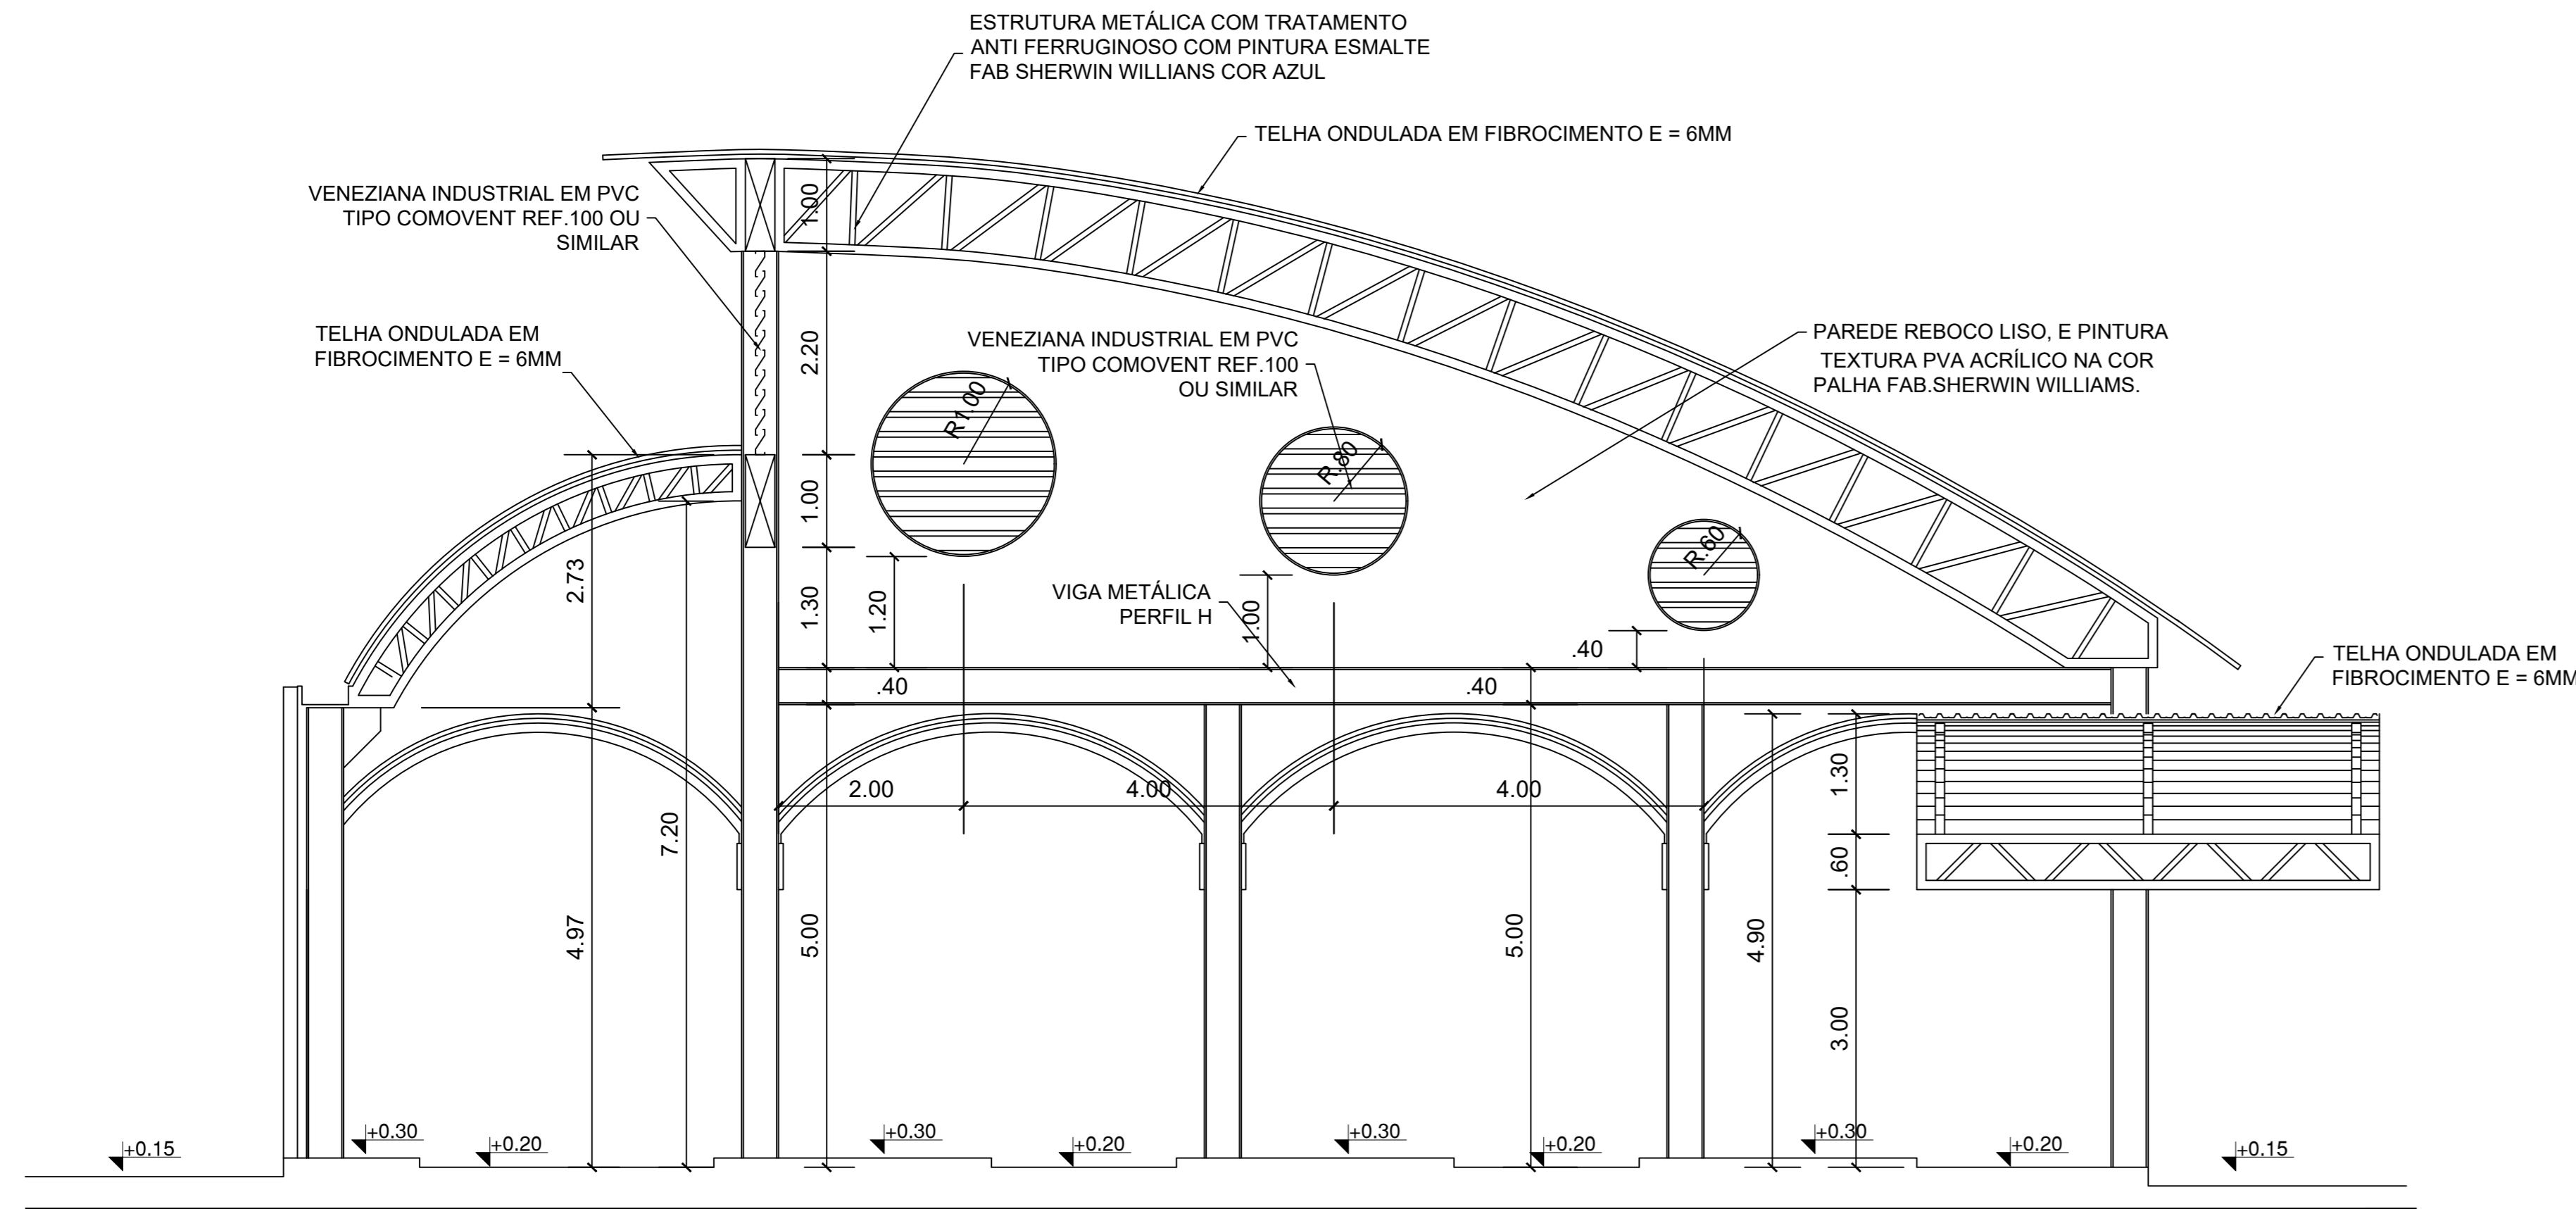 ESTRUTURA METÁLICA COM TRATAMENTO
ANTI FERRUGINOSO COM PINTURA ESMALTE
FAB SHERWIN WILLIANS COR AZUL
TELHA ONDULADA EM FIBROCIMENTO E = 6MM
VENEZIANA INDUSTRIAL EM PVC
TIPO COMOVENT REF.100 OU
SIMILAR
1.00
TELHA ONDULADA EM
FIBROCIMENTO E = 6MM
2.20
VENEZIANA INDUSTRIAL EM PVC
TIPO COMOVENT REF.100
OU SIMILAR
PAREDE REBOCO LISO, E PINTURA
TEXTURA PVA ACRÍLICO NA COR
PALHA FAB.SHERWIN WILLIAMS.
R1.00
R.80
R.60
1.00
2.73
1.30
1.20
VIGA METÁLICA
PERFIL H
1.00
.40
TELHA ONDULADA EM
FIBROCIMENTO E = 6MM
.40
.40
2.00
4.00
4.00
1.30
7.20
.60
4.97
5.00
5.00
4.90
3.00
+0.15
+0.30
+0.20
+0.30
+0.20
+0.30
+0.20
+0.30
+0.20
+0.15